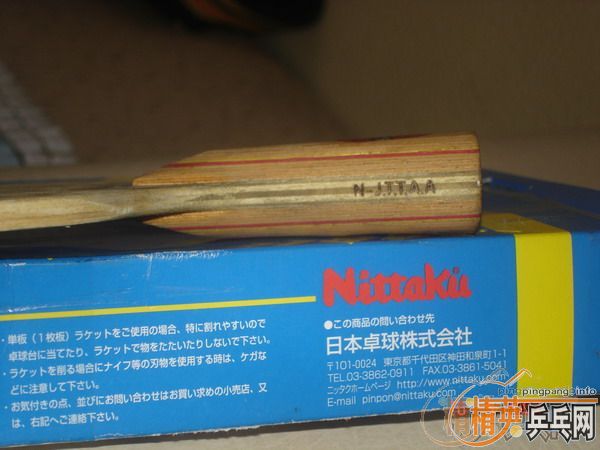 N-J.T.T.A.A
Nittaku
●この商品の問い合わせ先
日本卓球株式会社
〒101-0024 東京都千代田区神田和泉町1-1
TEL.03-3862-0911 FAX.03-3861-5041
ニッタクホームページ http://www.nittaku.com
E-mail pinpon@nittaku.com
・単板（1枚板）ラケットをご使用の場合、特に割れやすいので
卓球台に当てたり、ラケットで物をたたいたりしないで下さい。
・ラケットを削る場合にナイフ等の刃物を使用する時は、ケガな
どに注意して下さい。
・お気付きの点、並びにお問い合わせはお買い求めの小売店、又
は、右記へご連絡下さい。
pingpang.info
精英乒乓网